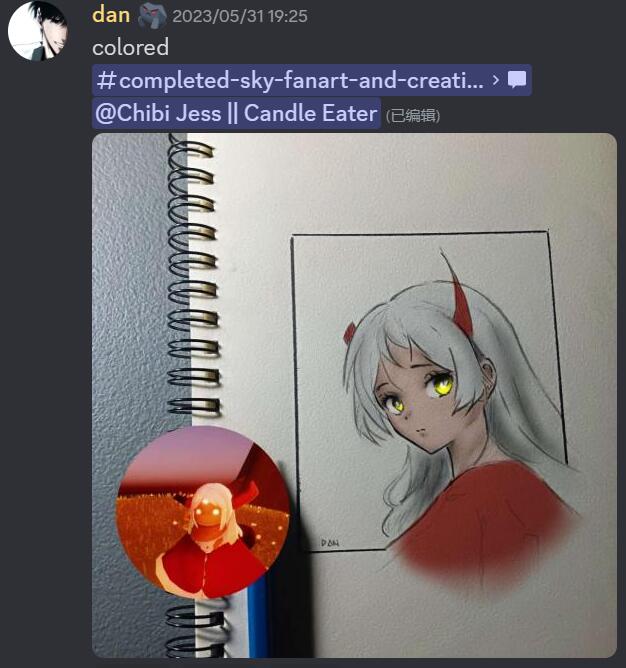 dan 2023/05/31 19:25
colored
#completed-sky-fanart-and-creati... ›
@Chibi Jess || Candle Eater (已编辑)
DAN